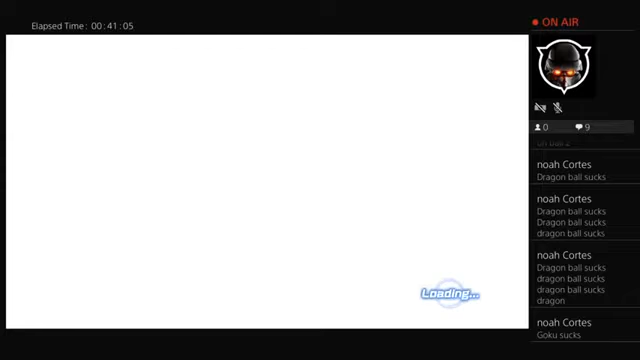 Elapsed Time : 00:41:05
ON AIR
0
9
noah Cortes
Dragon ball sucks
noah Cortes
Dragon ball sucks
Dragon ball sucks
dragon ball sucks
noah Cortes
Dragon ball sucks
dragon ball sucks
dragon ball sucks
dragon
noah Cortes
Goku sucks
Loading...